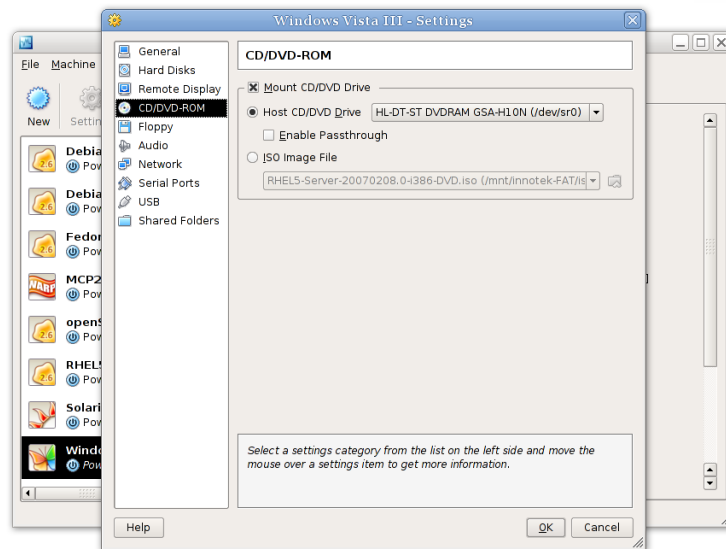 Windows Vista III - Settings
File Machine
New Settin
Debia
Pow
Debia
Pow
Fedor
Pow
MCP2
Pow
openS
Pow
RHEL5
Pow
Solari
Pow
Windo
Pow
General
Hard Disks
Remote Display
CD/DVD-ROM
Floppy
Audio
Network
Serial Ports
USB
Shared Folders
CD/DVD-ROM
Mount CD/DVD Drive
Host CD/DVD Drive HL-DT-ST DVDRAM GSA-H10N (/dev/sr0)
Enable Passthrough
ISO Image File
RHEL5-Server-20070208.0-i386-DVD.iso (/mnt/innotek-FAT/is
Select a settings category from the list on the left side and move the
mouse over a settings item to get more information.
Help OK Cancel